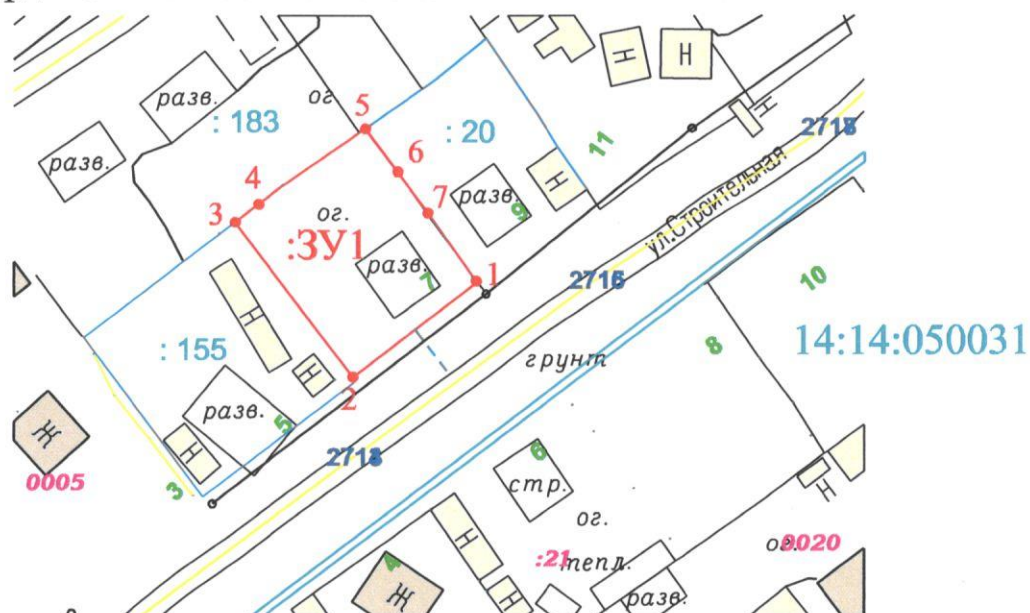 разв.
: 183
ог
5
: 20
11
Н
Н
Н
2718
разв.
4
6
3
ог.
7
разв.
9
Н
ул.Строительная
:ЗУ1
разв.
7
1
2716
10
Н
: 155
грунт
8
14:14:050031
2
разв.
5
Н
Н
2718
6
Ж
0005
3
стр.
ог.
Н
Н
ог.
0020
:21
тепл.
4
Ж
Н
разв.